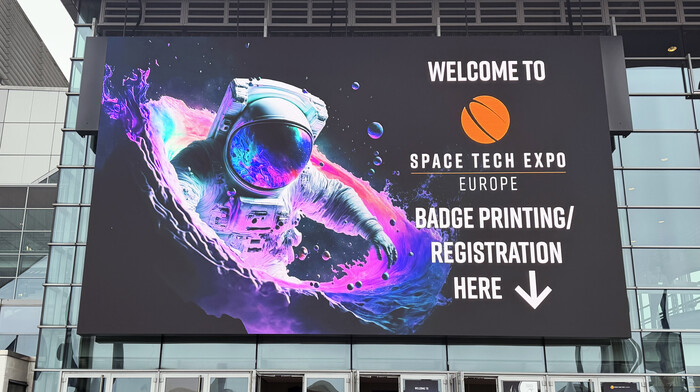 WELCOME TO
SPACE TECH EXPO
EUROPE
BADGE PRINTING/
REGISTRATION
HERE ↓